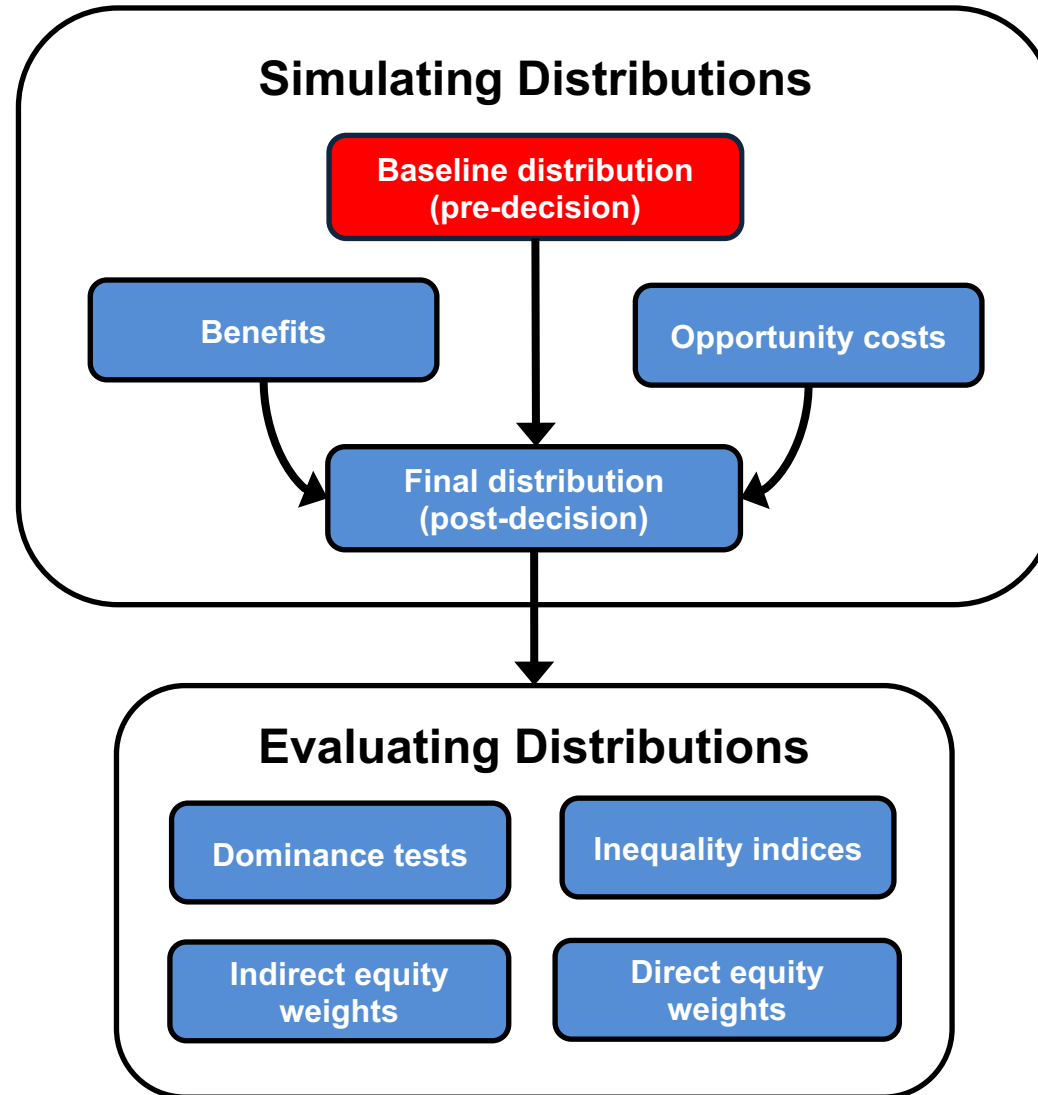 Simulating Distributions
Baseline distribution
(pre-decision)
Benefits
Opportunity costs
Final distribution
(post-decision)
Evaluating Distributions
Dominance tests
Inequality indices
Indirect equity
weights
Direct equity
weights